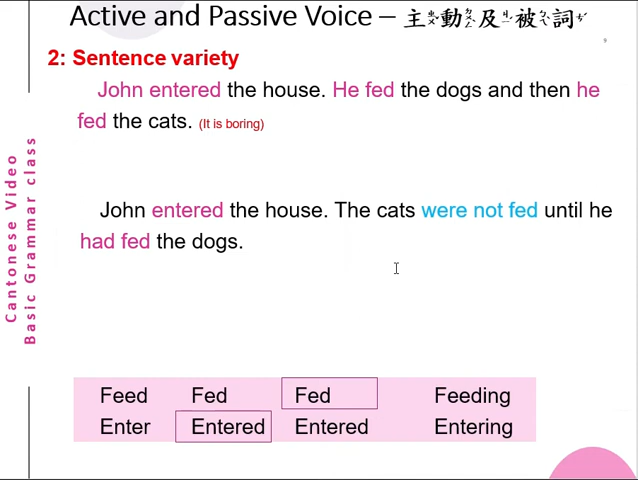 Active and Passive Voice – 主動及被詞
9
2: Sentence variety
John entered the house. He fed the dogs and then he
fed the cats. (It is boring)
John entered the house. The cats were not fed until he
had fed the dogs.
Cantonese Video
Basic Grammar class
Feed Fed Fed Feeding
Enter Entered Entered Entering